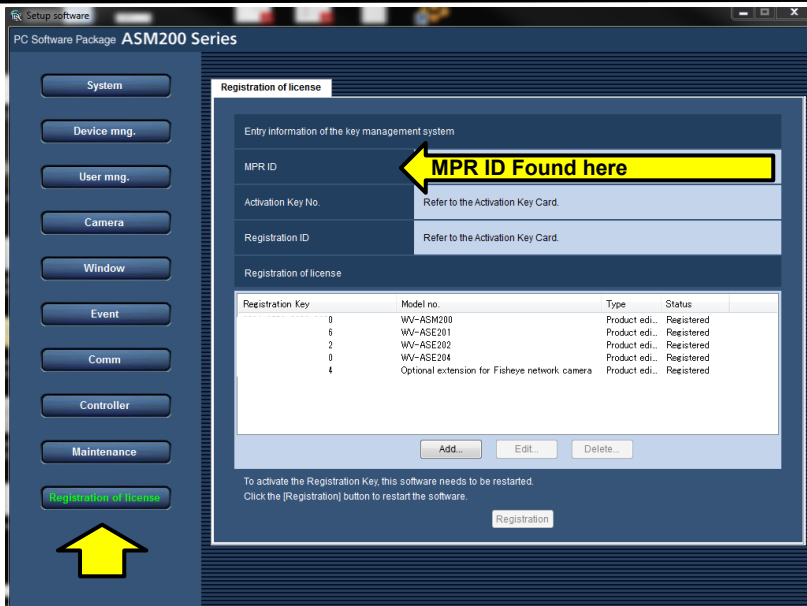 Setup software
PC Software Package ASM200 Series
System
Device mng.
User mng.
Camera
Window
Event
Comm
Controller
Maintenance
Registration of license
Registration of license
Entry information of the key management system
MPR ID
MPR ID Found here
Activation Key No. Refer to the Activation Key Card.
Registration ID Refer to the Activation Key Card.
Registration of license
Registration Key Model no. Type Status
0 WV-ASM200 Product edi... Registered
6 WV-ASE201 Product edi... Registered
2 WV-ASE202 Product edi... Registered
0 WV-ASE204 Product edi... Registered
4 Optional extension for Fisheye network camera Product edi... Registered
Add... Edit... Delete...
To activate the Registration Key, this software needs to be restarted.
Click the [Registration] button to restart the software.
Registration